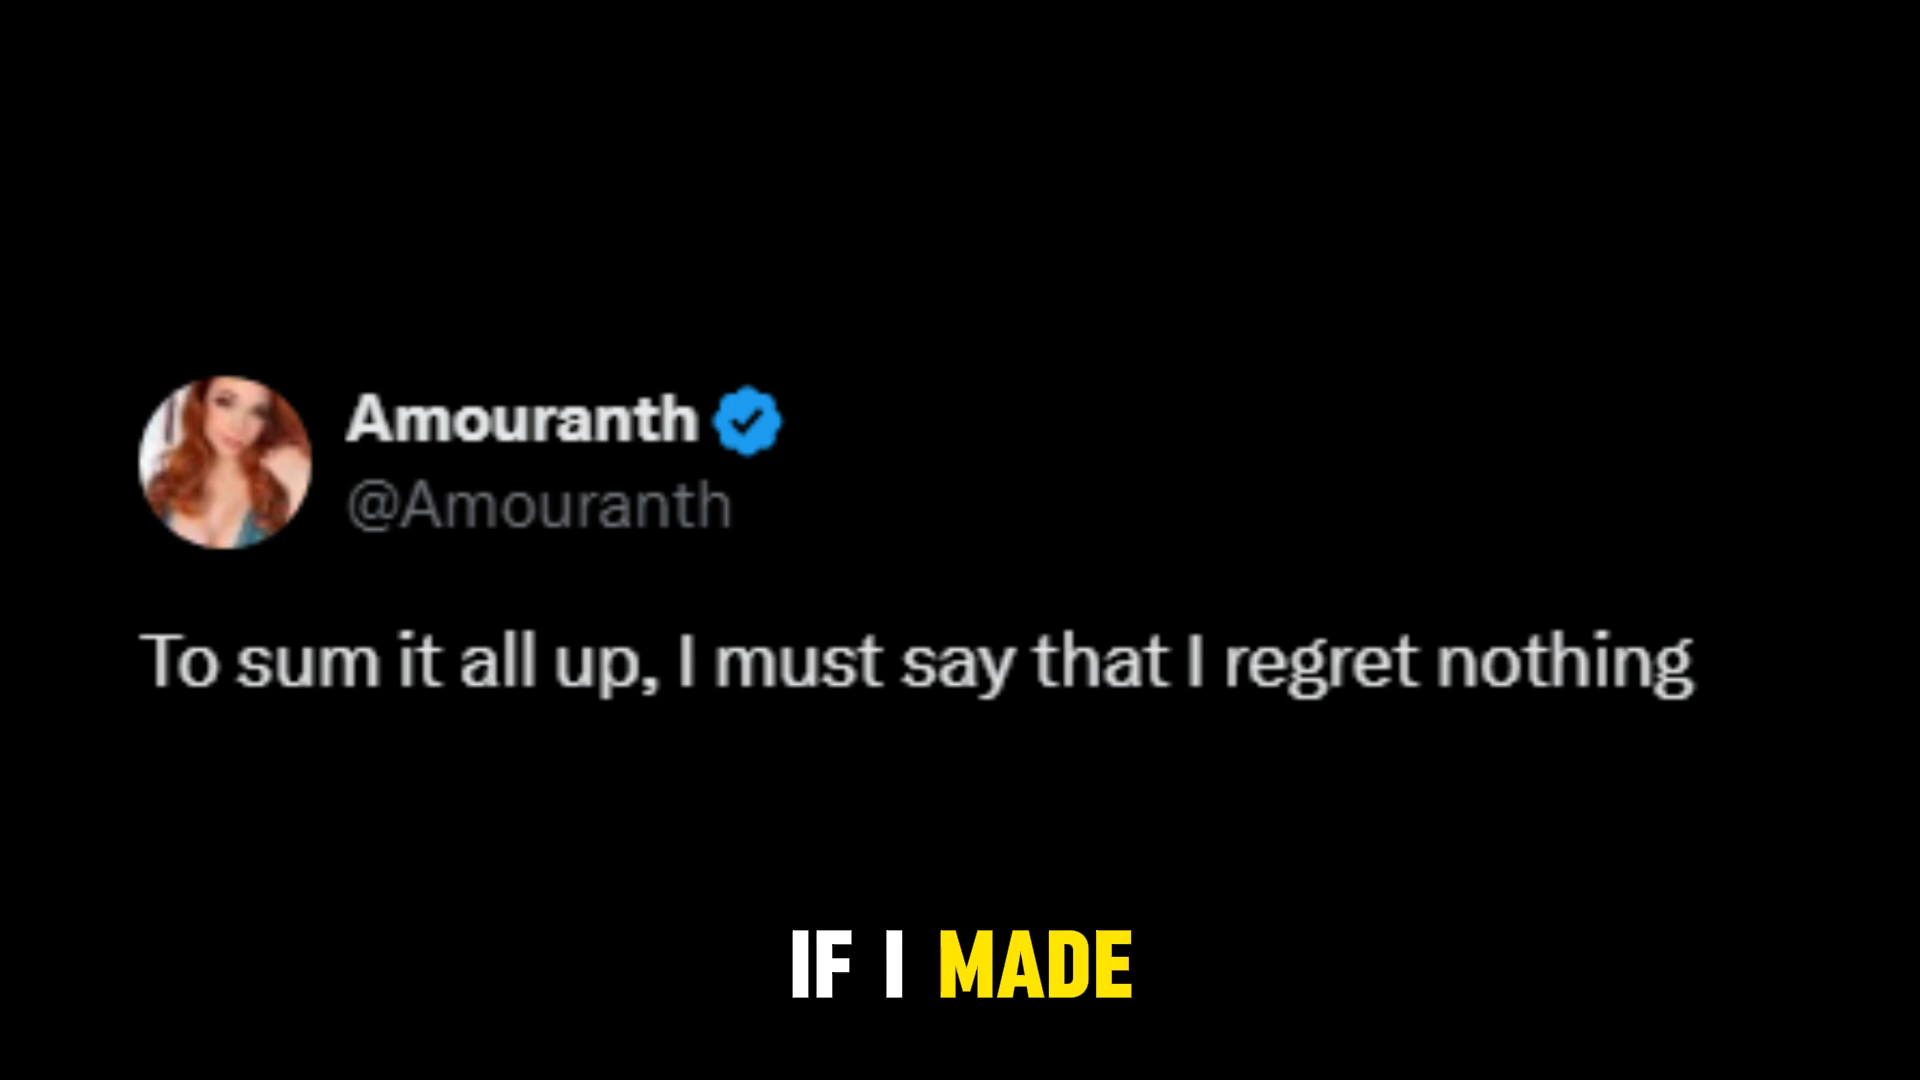 Amouranth
@Amouranth
To sum it all up, I must say that I regret nothing
IF I MADE